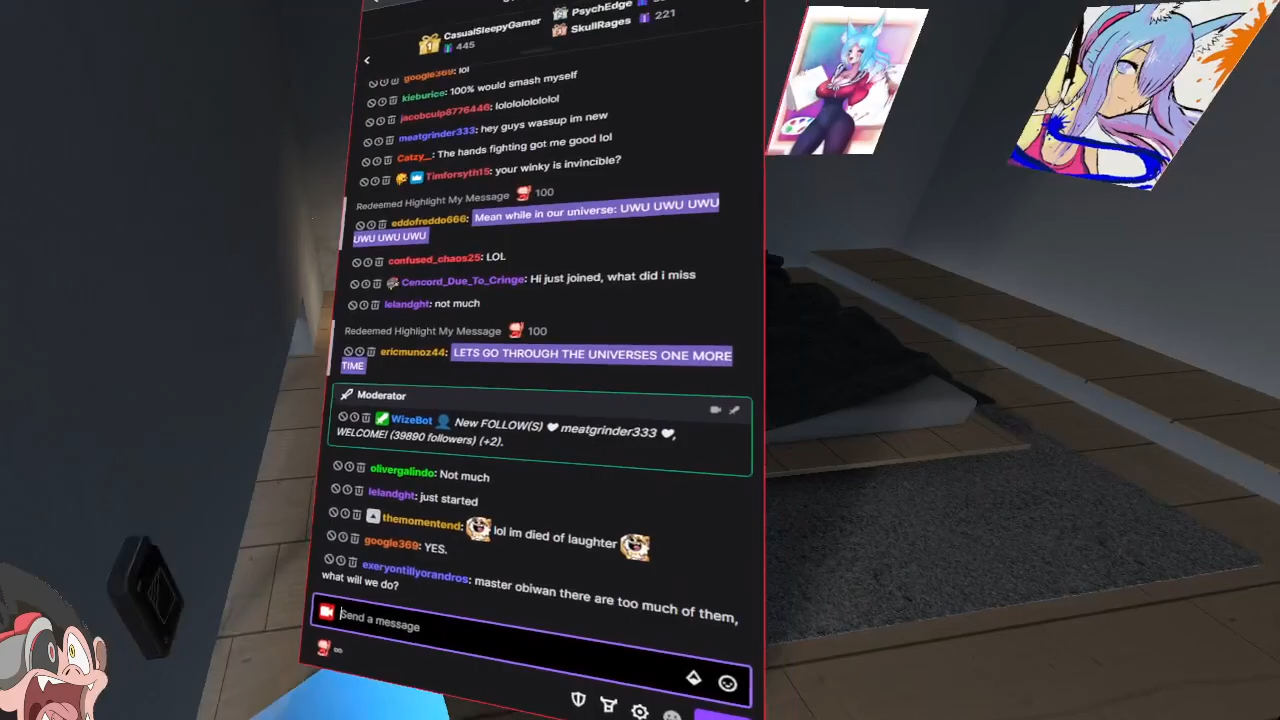 CasualSleepyGamer
445
PsychEdge
SkullRages
221
google369: lol
kieburice: 100% would smash myself
jacobculp8776446: lolololololol
meatgrinder333: hey guys wassup im new
Catzy__: The hands fighting got me good lol
Timforsyth15: your winky is invincible?
Redeemed Highlight My Message 100
eddofreddo666: Mean while in our universe: UWU UWU UWU
UWU UWU UWU
confused_chaos25: LOL
Cencord_Due_To_Cringe: Hi just joined, what did i miss
lelandght: not much
Redeemed Highlight My Message 100
ericmunoz44: LETS GO THROUGH THE UNIVERSES ONE MORE
TIME
Moderator
WizeBot New FOLLOW(S) ❤ meatgrinder333 ❤,
WELCOME! (39890 followers) (+2).
olivergalindo: Not much
lelandght: just started
themomentend: lol im died of laughter
google369: YES.
exeryontillyorandros: master obiwan there are too much of them,
what will we do?
Send a message
∞